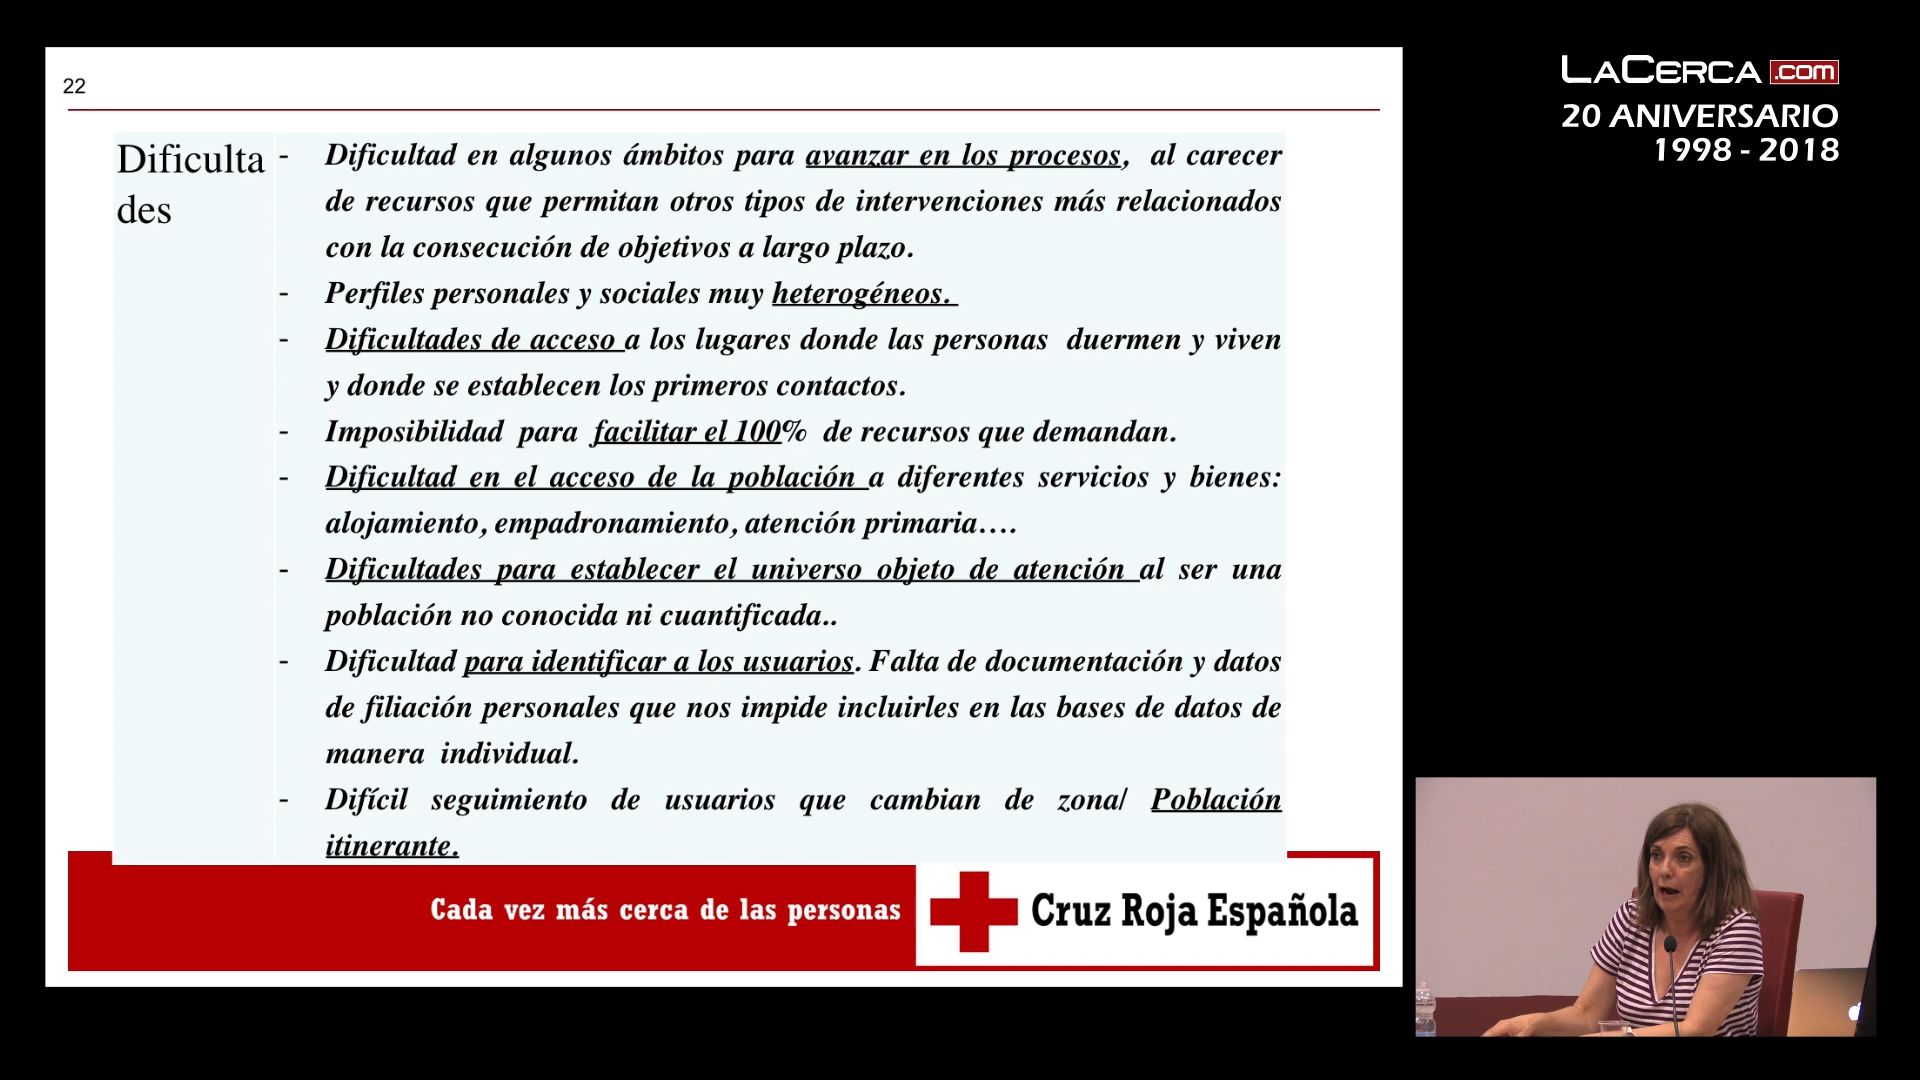 22
Dificulta
des
- Dificultad en algunos ámbitos para avanzar en los procesos, al carecer
de recursos que permitan otros tipos de intervenciones más relacionados
con la consecución de objetivos a largo plazo.
- Perfiles personales y sociales muy heterogéneos.
- Dificultades de acceso a los lugares donde las personas duermen y viven
y donde se establecen los primeros contactos.
- Imposibilidad para facilitar el 100% de recursos que demandan.
- Dificultad en el acceso de la población a diferentes servicios y bienes:
alojamiento, empadronamiento, atención primaria….
- Dificultades para establecer el universo objeto de atención al ser una
población no conocida ni cuantificada..
- Dificultad para identificar a los usuarios. Falta de documentación y datos
de filiación personales que nos impide incluirles en las bases de datos de
manera individual.
- Difícil seguimiento de usuarios que cambian de zona/ Población
itinerante.
Cada vez más cerca de las personas
Cruz Roja Española
LACERCA .com
20 ANIVERSARIO
1998 - 2018